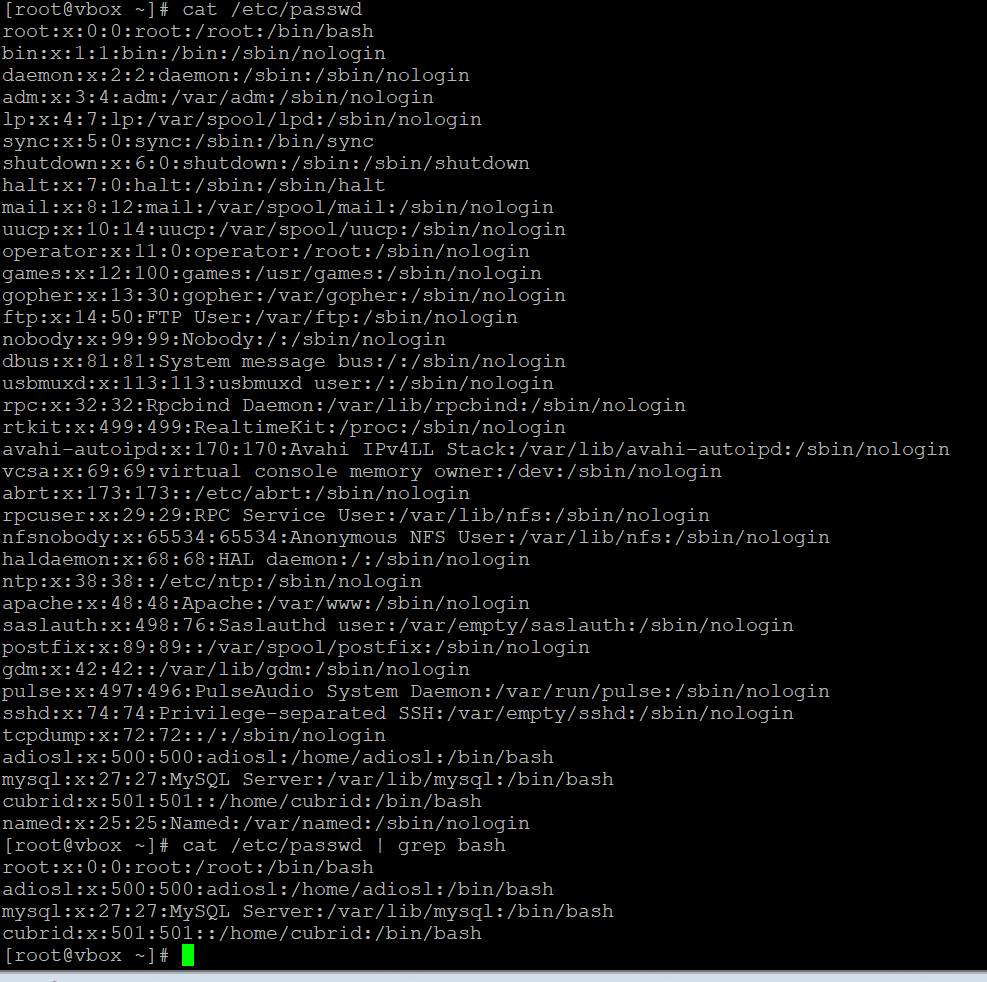 [root@vbox ~]# cat /etc/passwd
root:x:0:0:root:/root:/bin/bash
bin:x:1:1:bin:/bin:/sbin/nologin
daemon:x:2:2:daemon:/sbin:/sbin/nologin
adm:x:3:4:adm:/var/adm:/sbin/nologin
lp:x:4:7:lp:/var/spool/lpd:/sbin/nologin
sync:x:5:0:sync:/sbin:/bin/sync
shutdown:x:6:0:shutdown:/sbin:/sbin/shutdown
halt:x:7:0:halt:/sbin:/sbin/halt
mail:x:8:12:mail:/var/spool/mail:/sbin/nologin
uucp:x:10:14:uucp:/var/spool/uucp:/sbin/nologin
operator:x:11:0:operator:/root:/sbin/nologin
games:x:12:100:games:/usr/games:/sbin/nologin
gopher:x:13:30:gopher:/var/gopher:/sbin/nologin
ftp:x:14:50:FTP User:/var/ftp:/sbin/nologin
nobody:x:99:99:Nobody:/:/sbin/nologin
dbus:x:81:81:System message bus:/:/sbin/nologin
usbmuxd:x:113:113:usbmuxd user:/:/sbin/nologin
rpc:x:32:32:Rpcbind Daemon:/var/lib/rpcbind:/sbin/nologin
rtkit:x:499:499:RealtimeKit:/proc:/sbin/nologin
avahi-autoipd:x:170:170:Avahi IPv4LL Stack:/var/lib/avahi-autoipd:/sbin/nologin
vcsa:x:69:69:virtual console memory owner:/dev:/sbin/nologin
abrt:x:173:173::/etc/abrt:/sbin/nologin
rpcuser:x:29:29:RPC Service User:/var/lib/nfs:/sbin/nologin
nfsnobody:x:65534:65534:Anonymous NFS User:/var/lib/nfs:/sbin/nologin
haldaemon:x:68:68:HAL daemon:/:/sbin/nologin
ntp:x:38:38::/etc/ntp:/sbin/nologin
apache:x:48:48:Apache:/var/www:/sbin/nologin
saslauth:x:498:76:Saslauthd user:/var/empty/saslauth:/sbin/nologin
postfix:x:89:89::/var/spool/postfix:/sbin/nologin
gdm:x:42:42::/var/lib/gdm:/sbin/nologin
pulse:x:497:496:PulseAudio System Daemon:/var/run/pulse:/sbin/nologin
sshd:x:74:74:Privilege-separated SSH:/var/empty/sshd:/sbin/nologin
tcpdump:x:72:72::/:/sbin/nologin
adiosl:x:500:500:adiosl:/home/adiosl:/bin/bash
mysql:x:27:27:MySQL Server:/var/lib/mysql:/bin/bash
cubrid:x:501:501::/home/cubrid:/bin/bash
named:x:25:25:Named:/var/named:/sbin/nologin
[root@vbox ~]# cat /etc/passwd | grep bash
root:x:0:0:root:/root:/bin/bash
adiosl:x:500:500:adiosl:/home/adiosl:/bin/bash
mysql:x:27:27:MySQL Server:/var/lib/mysql:/bin/bash
cubrid:x:501:501::/home/cubrid:/bin/bash
[root@vbox ~]#